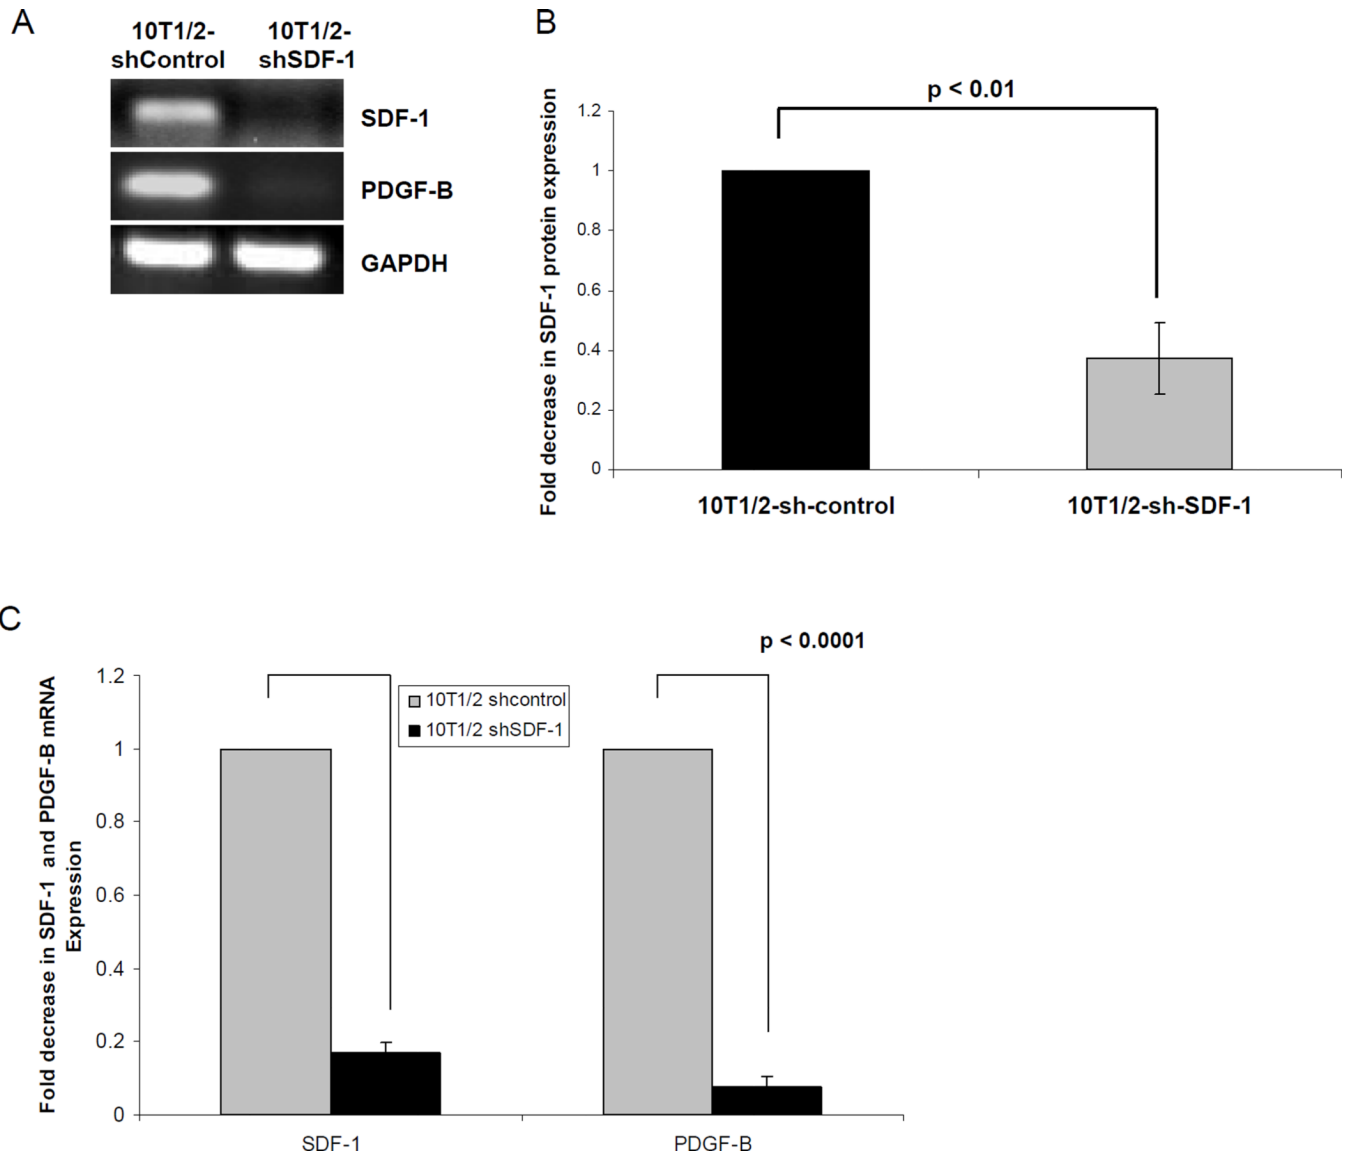 A
10T1/2-
shControl
10T1/2-
shSDF-1
SDF-1
PDGF-B
GAPDH
B
p < 0.01
Fold decrease in SDF-1 protein expression
1.2
1
0.8
0.6
0.4
0.2
0
10T1/2-sh-control
10T1/2-sh-SDF-1
C
p < 0.0001
Fold decrease in SDF-1 and PDGF-B mRNA
Expression
1.2
1
0.8
0.6
0.4
0.2
0
10T1/2 shcontrol
10T1/2 shSDF-1
SDF-1
PDGF-B